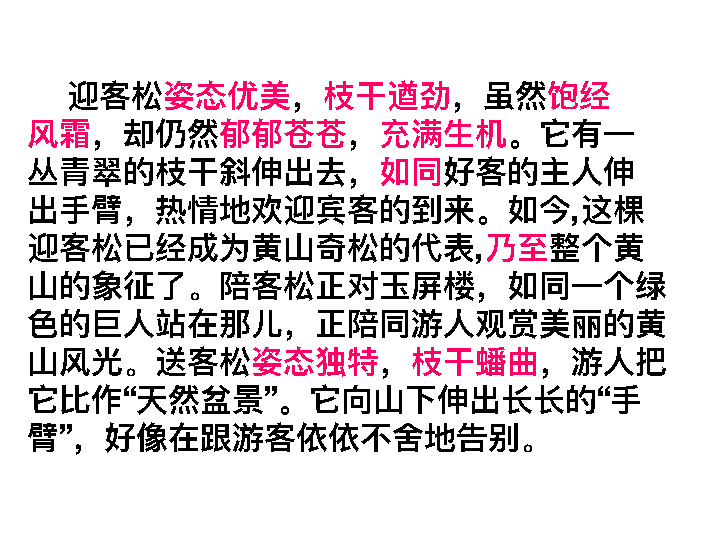 迎客松姿态优美，枝干遒劲，虽然饱经
风霜，却仍然郁郁苍苍，充满生机。它有一
丛青翠的枝干斜伸出去，如同好客的主人伸
出手臂，热情地欢迎宾客的到来。如今,这棵
迎客松已经成为黄山奇松的代表,乃至整个黄
山的象征了。陪客松正对玉屏楼，如同一个绿
色的巨人站在那儿，正陪同游人观赏美丽的黄
山风光。送客松姿态独特，枝干蟠曲，游人把
它比作“天然盆景”。它向山下伸出长长的“手
臂”，好像在跟游客依依不舍地告别。